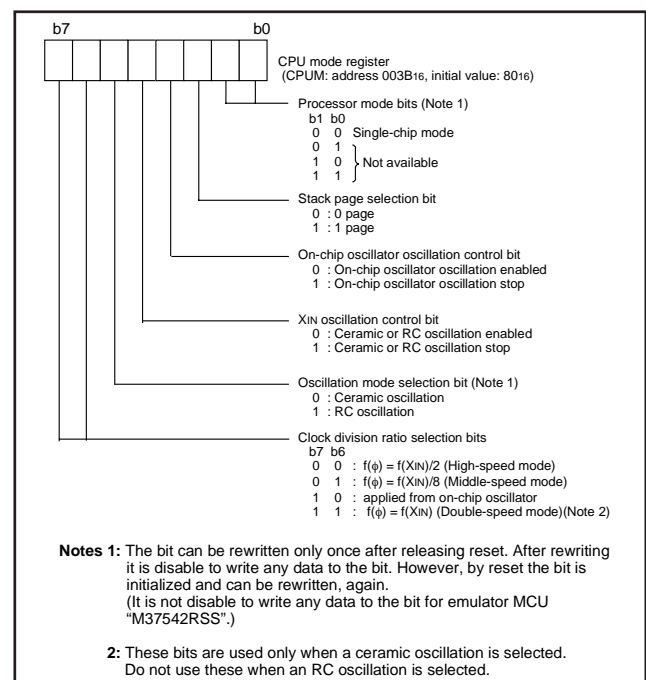 b7 b0
CPU mode register
(CPUM: address 003B16, initial value: 8016)
Processor mode bits (Note 1)
b1 b0
0 0 Single-chip mode
0 1
1 0 Not available
1 1
Stack page selection bit
0 : 0 page
1 : 1 page
On-chip oscillator oscillation control bit
0 : On-chip oscillator oscillation enabled
1 : On-chip oscillator oscillation stop
XIN oscillation control bit
0 : Ceramic or RC oscillation enabled
1 : Ceramic or RC oscillation stop
Oscillation mode selection bit (Note 1)
0 : Ceramic oscillation
1 : RC oscillation
Clock division ratio selection bits
b7 b6
0 0 : f(φ) = f(XIN)/2 (High-speed mode)
0 1 : f(φ) = f(XIN)/8 (Middle-speed mode)
1 0 : applied from on-chip oscillator
1 1 : f(φ) = f(XIN) (Double-speed mode)(Note 2)
Notes 1: The bit can be rewritten only once after releasing reset. After rewriting
it is disable to write any data to the bit. However, by reset the bit is
initialized and can be rewritten, again.
(It is not disable to write any data to the bit for emulator MCU
“M37542RSS”.)
2: These bits are used only when a ceramic oscillation is selected.
Do not use these when an RC oscillation is selected.